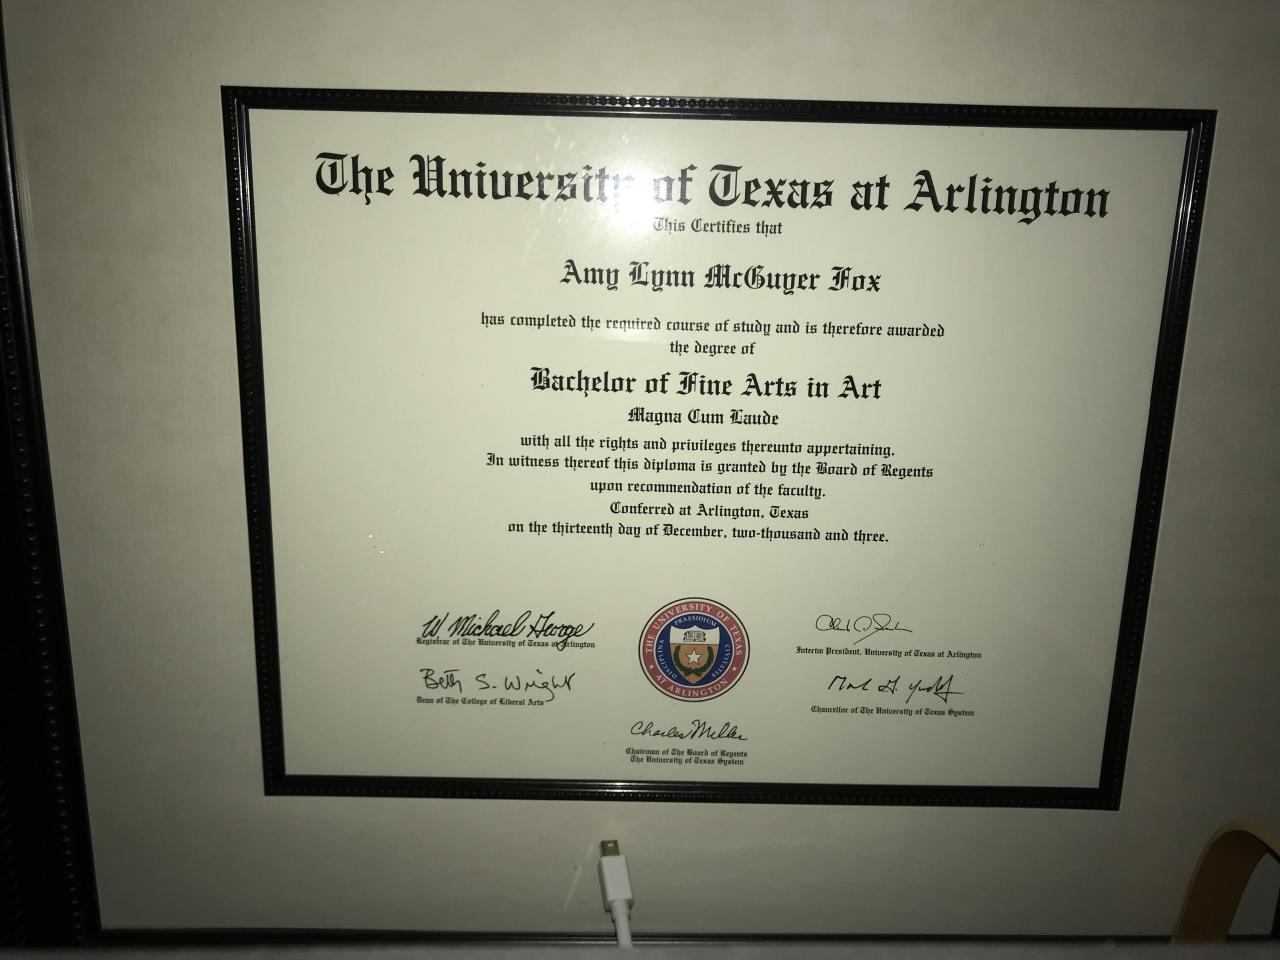 The University of Texas at Arlington
This Certifies that
Amy Lynn McGuyer Fox
has completed the required course of study and is therefore awarded
the degree of
Bachelor of Fine Arts in Art
Magna Cum Laude
with all the rights and privileges thereunto appertaining.
In witness thereof this diploma is granted by the Board of Regents
upon recommendation of the faculty.
Conferred at Arlington, Texas
on the thirteenth day of December, two-thousand and three.
W Michael George
Registrar of The University of Texas at Arlington
Beth S. Wright
Dean of The College of Liberal Arts
THE UNIVERSITY OF TEXAS
AT ARLINGTON
PRAESIDIUM
DISCIPLINA
CIVITATIS
Interim President, University of Texas at Arlington
Chancellor of The University of Texas System
Charles Miller
Chairman of The Board of Regents
The University of Texas System